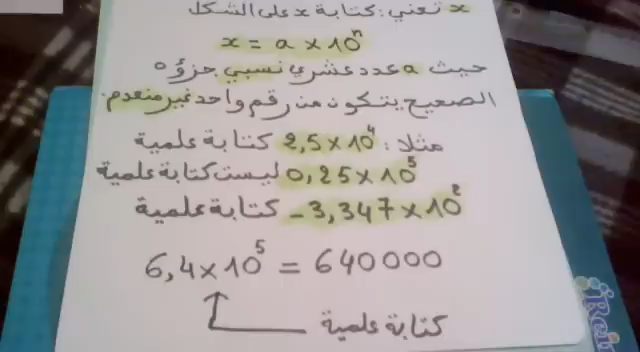 x تعني: كتابة x على الشكل
x = a × 10ⁿ
حيث a عدد عشري نسبي جزؤه
الصحيح يتكون من رقم واحد غير منعدم.
مثلا: 2,5×10⁴ كتابة علمية
0,25×10⁵ ليست كتابة علمية
-3,347×10² كتابة علمية
6,4×10⁵ = 640000
كتابة علمية